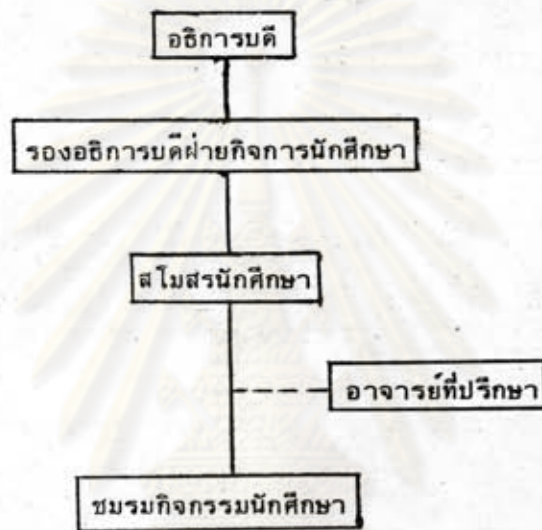 อธิการบดี
รองอธิการบดีฝ่ายกิจการนักศึกษา
สโมสรนักศึกษา
อาจารย์ที่ปรึกษา
ชมรมกิจกรรมนักศึกษา